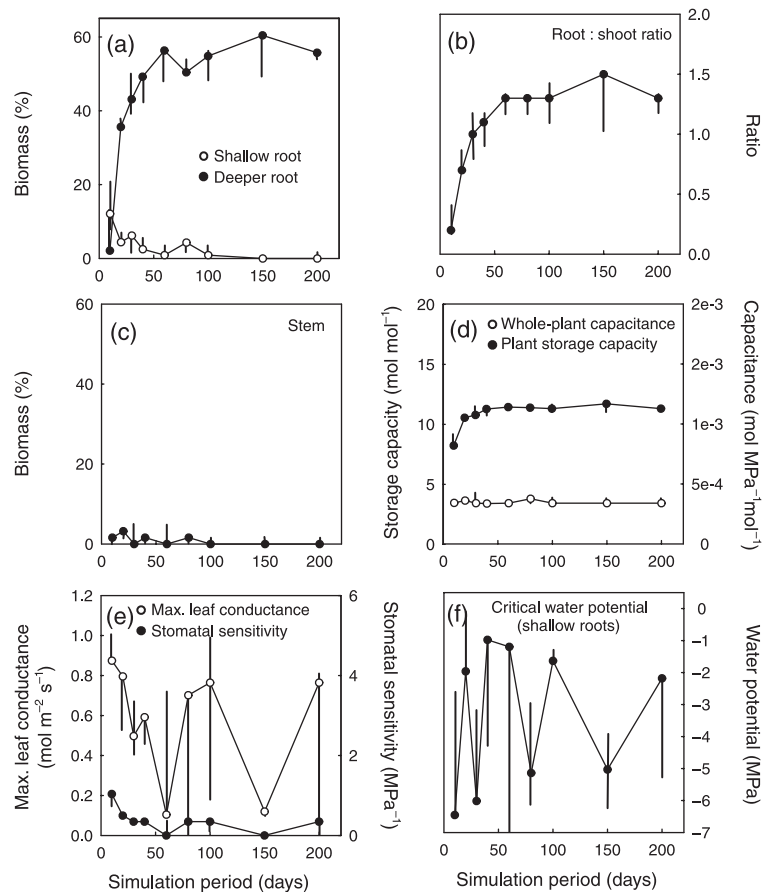 (a)
60
40
20
0
Biomass (%)
Shallow root
Deeper root
0 50 100 150 200
(b)
Root : shoot ratio
2.0
1.5
1.0
0.5
0.0
Ratio
0 50 100 150 200
(c)
Stem
60
50
40
30
20
10
0
Biomass (%)
0 50 100 150 200
(d)
Whole-plant capacitance
Plant storage capacity
20
15
10
5
0
Storage capacity (mol mol⁻¹)
2e-3
2e-3
1e-3
5e-4
0
Capacitance
(mol MPa⁻¹mol⁻¹)
0 50 100 150 200
(e)
Max. leaf conductance
Stomatal sensitivity
1.2
1.0
0.8
0.6
0.4
0.2
0.0
Max. leaf conductance
(mol m⁻² s⁻¹)
6
4
2
0
Stomatal sensitivity
(MPa⁻¹)
0 50 100 150 200
Simulation period (days)
(f)
Critical water potential
(shallow roots)
0
−1
−2
−3
−4
−5
−6
−7
Water potential
(MPa)
0 50 100 150 200
Simulation period (days)